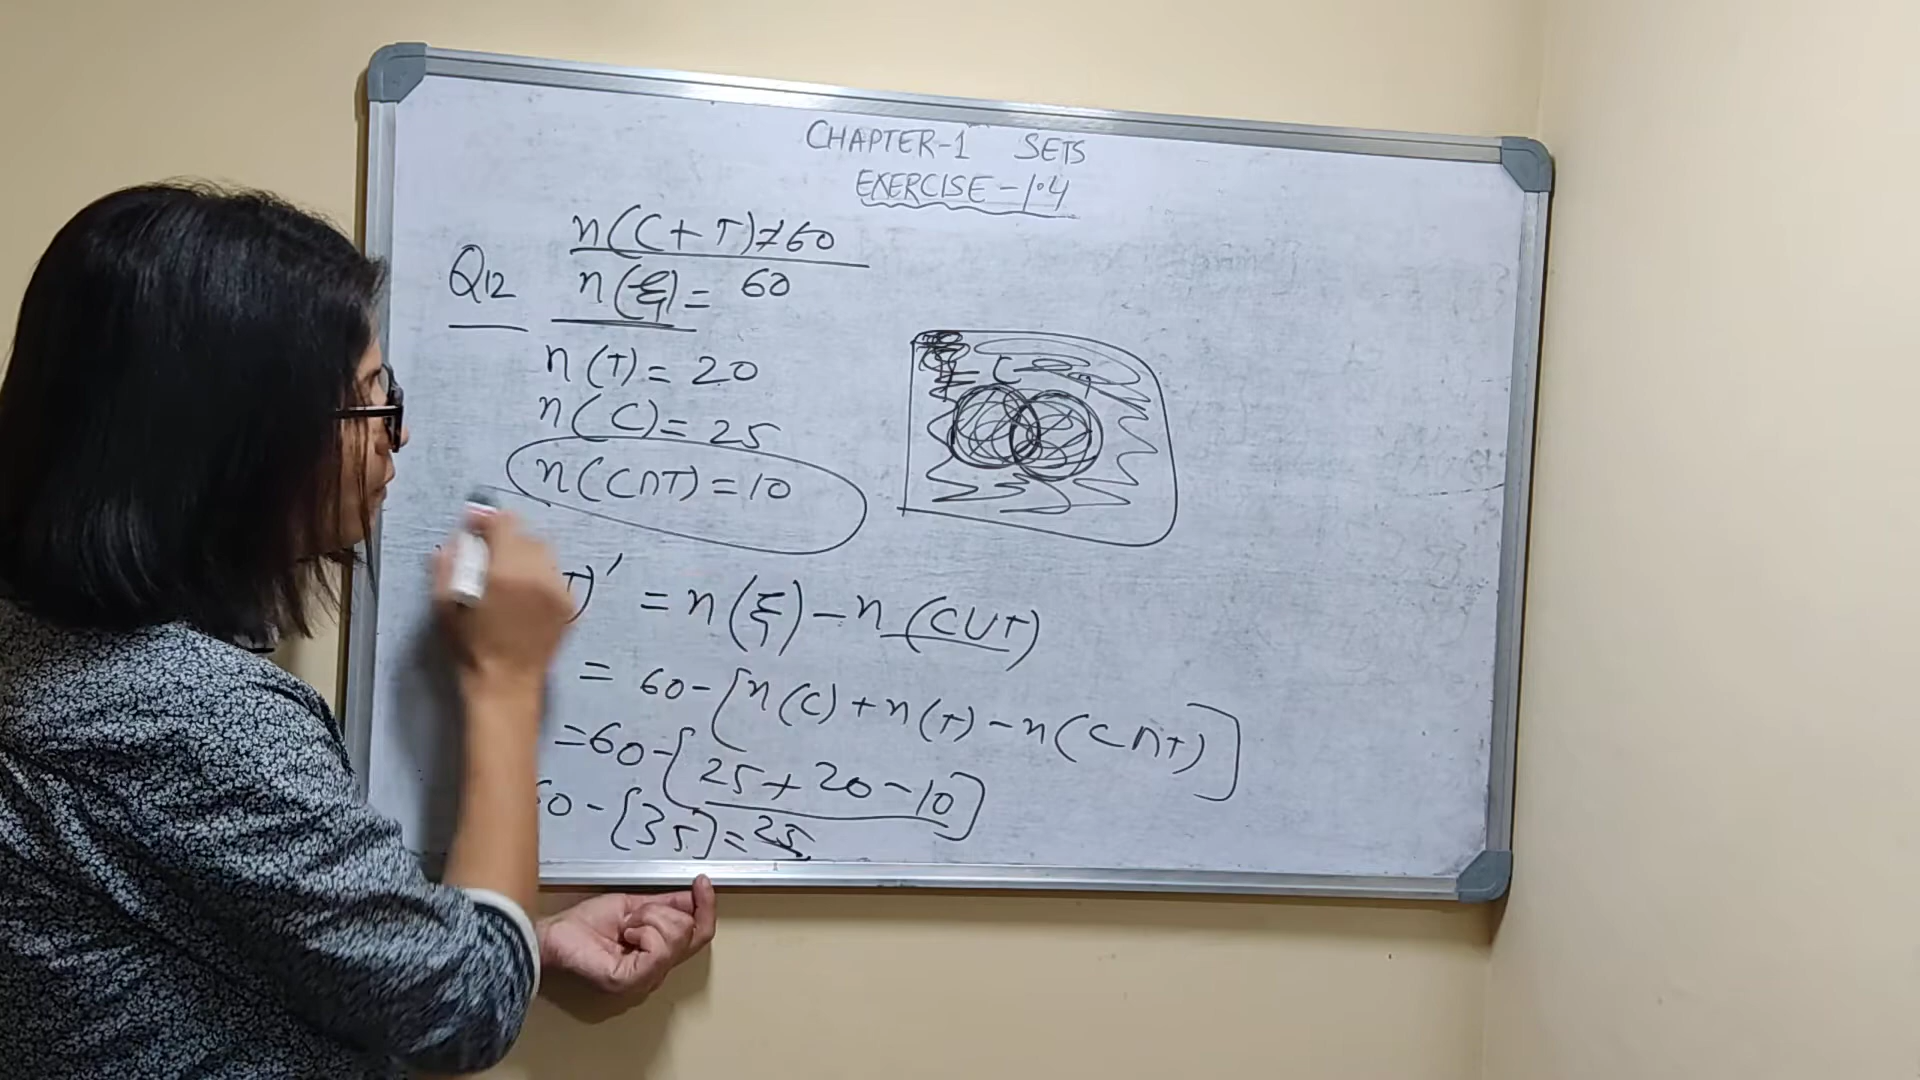 CHAPTER-1 SETS
EXERCISE - 1.4
Q12
n(C+T)≠60
n(ξ)= 60
n(T)= 20
n(C)= 25
n(C∩T)=10
T)' = n(ξ)-n(C∪T)
= 60-[n(C)+n(T)-n(C∩T)]
=60-[25+20-10]
0-[35]=25
C